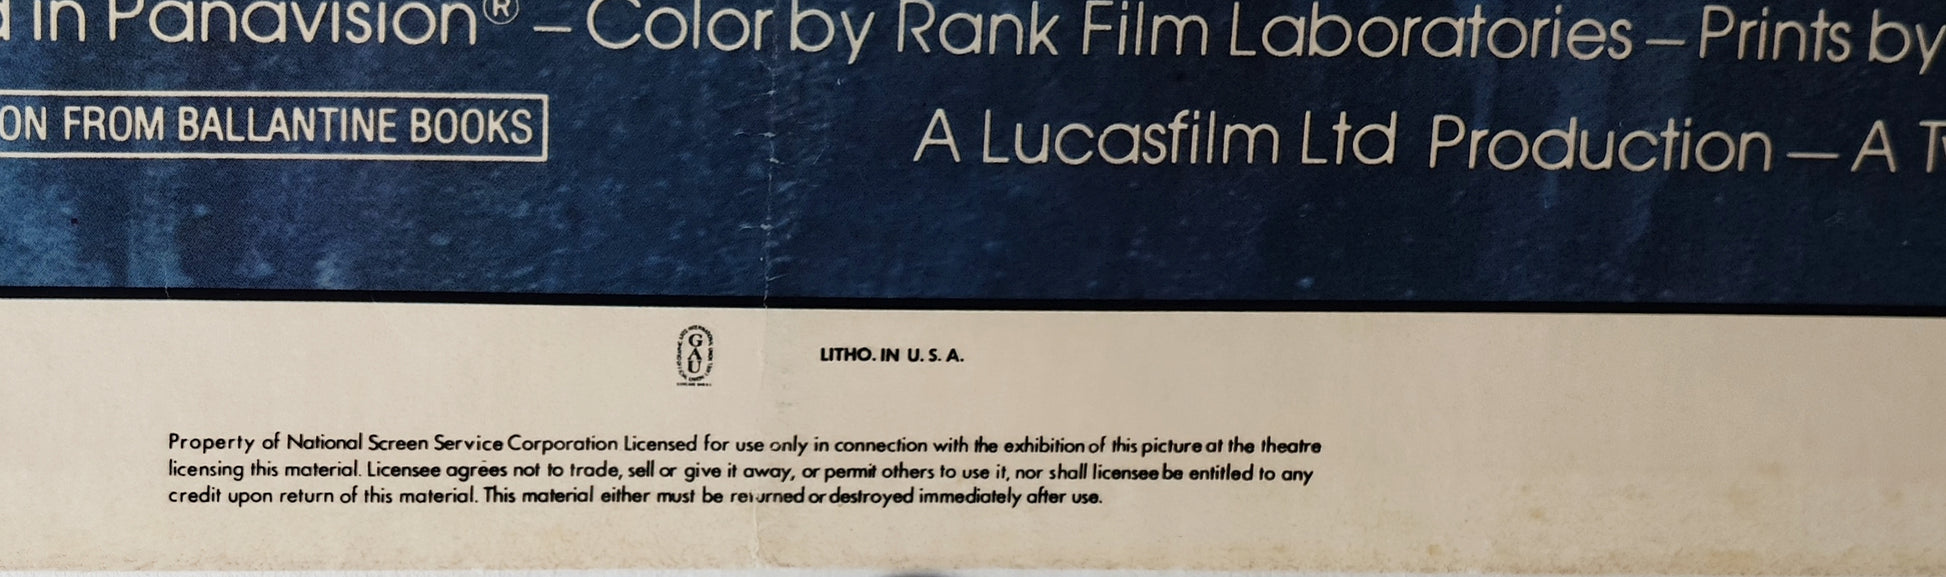 in Panavision® – Color by Rank Film Laboratories – Prints by
ON FROM BALLANTINE BOOKS
A Lucasfilm Ltd Production – A
GAU
LITHO. IN U. S. A.
Property of National Screen Service Corporation Licensed for use only in connection with the exhibition of this picture at the theatre
licensing this material. Licensee agrees not to trade, sell or give it away, or permit others to use it, nor shall licensee be entitled to any
credit upon return of this material. This material either must be returned or destroyed immediately after use.